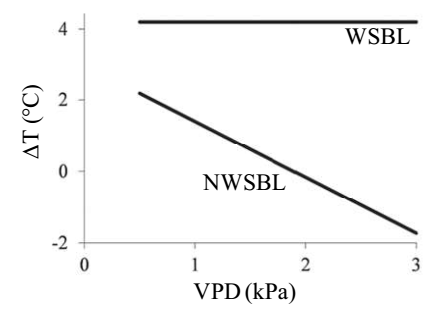 4
WSBL
2
ΔT (°C)
0
NWSBL
-2
0 1 2 3
VPD (kPa)